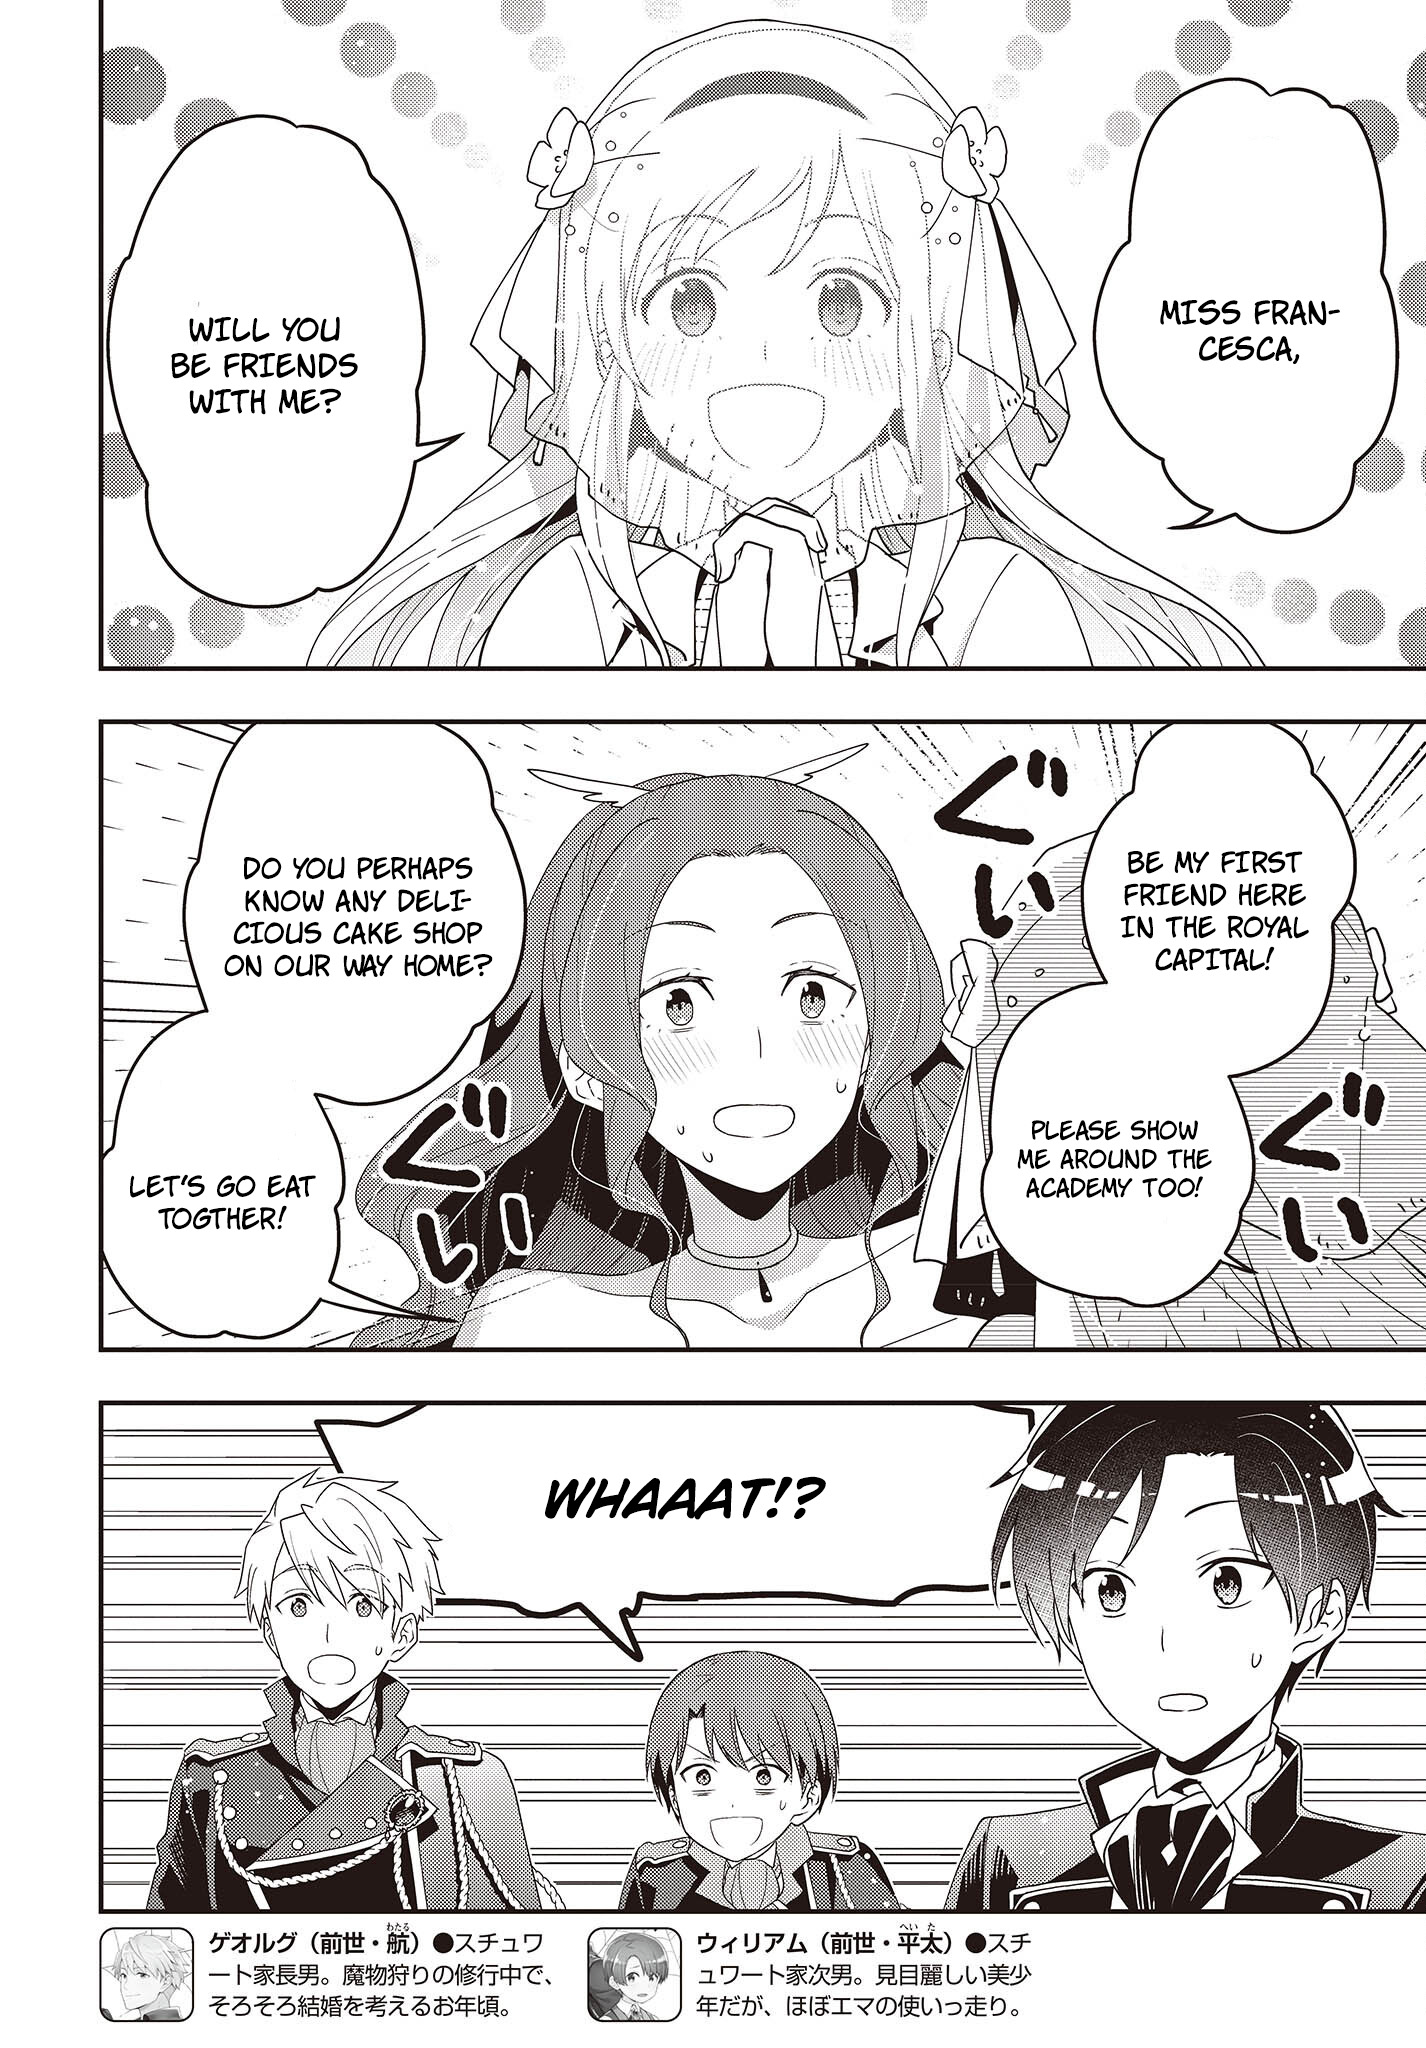 MISS FRAN-
CESCA,
WILL YOU
BE FRIENDS
WITH ME?
BE MY FIRST
FRIEND HERE
IN THE ROYAL
CAPITAL!
PLEASE SHOW
ME AROUND THE
ACADEMY TOO!
ぐい
ぐい
DO YOU PERHAPS
KNOW ANY DELI-
CIOUS CAKE SHOP
ON OUR WAY HOME?
LET'S GO EAT
TOGTHER!
ぐい
WHAAAT!?
ゲオルグ（前世・航）●スチュワ
わたる
ート家長男。魔物狩りの修行中で、
そろそろ結婚を考えるお年頃。
ウィリアム（前世・平太）●スチ
へいた
ュワート家次男。見目麗しい美少
年だが、ほぼエマの使いっ走り。